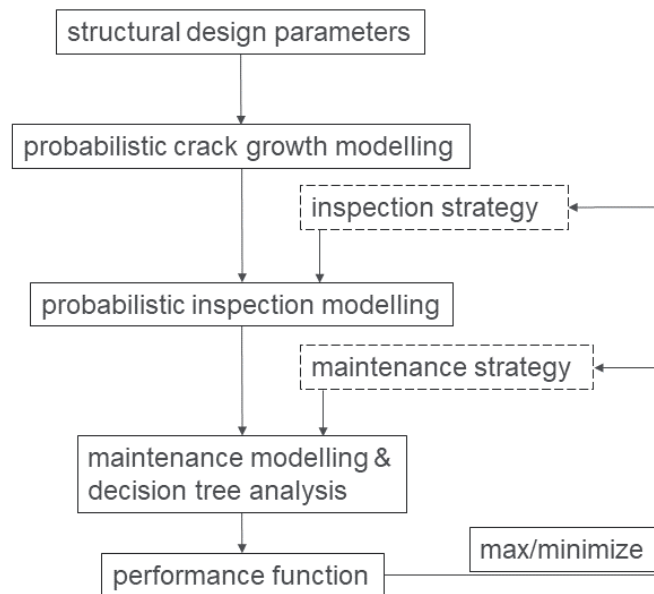 structural design parameters
probabilistic crack growth modelling
inspection strategy
probabilistic inspection modelling
maintenance strategy
maintenance modelling &
decision tree analysis
max/minimize
performance function